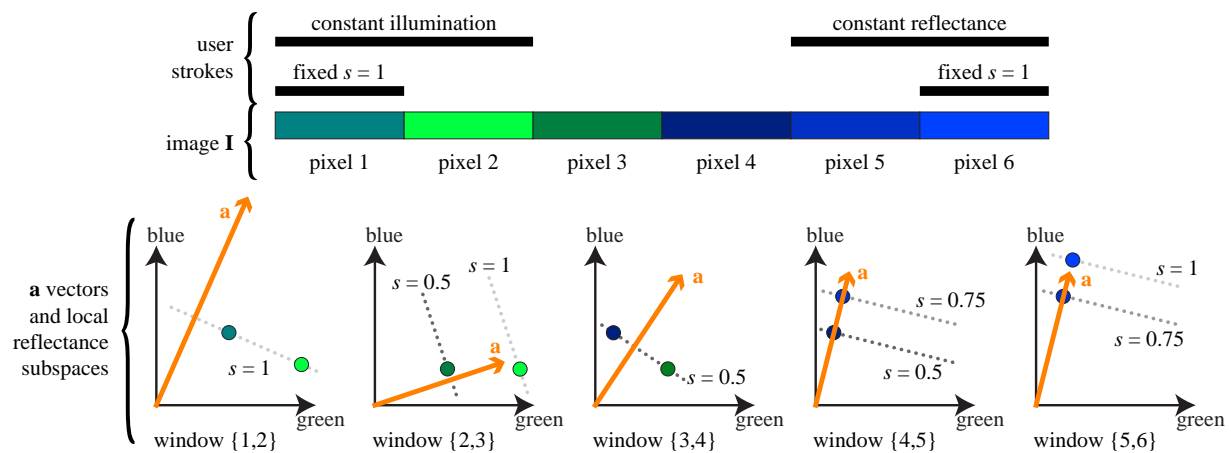 constant illumination
constant reflectance
user
strokes
fixed s = 1
fixed s = 1
image I
pixel 1
pixel 2
pixel 3
pixel 4
pixel 5
pixel 6
a vectors
and local
reflectance
subspaces
blue
a
s = 1
green
window {1,2}
blue
s = 0.5
s = 1
a
green
window {2,3}
blue
a
s = 0.5
green
window {3,4}
blue
a
s = 0.75
s = 0.5
green
window {4,5}
blue
a
s = 1
s = 0.75
green
window {5,6}